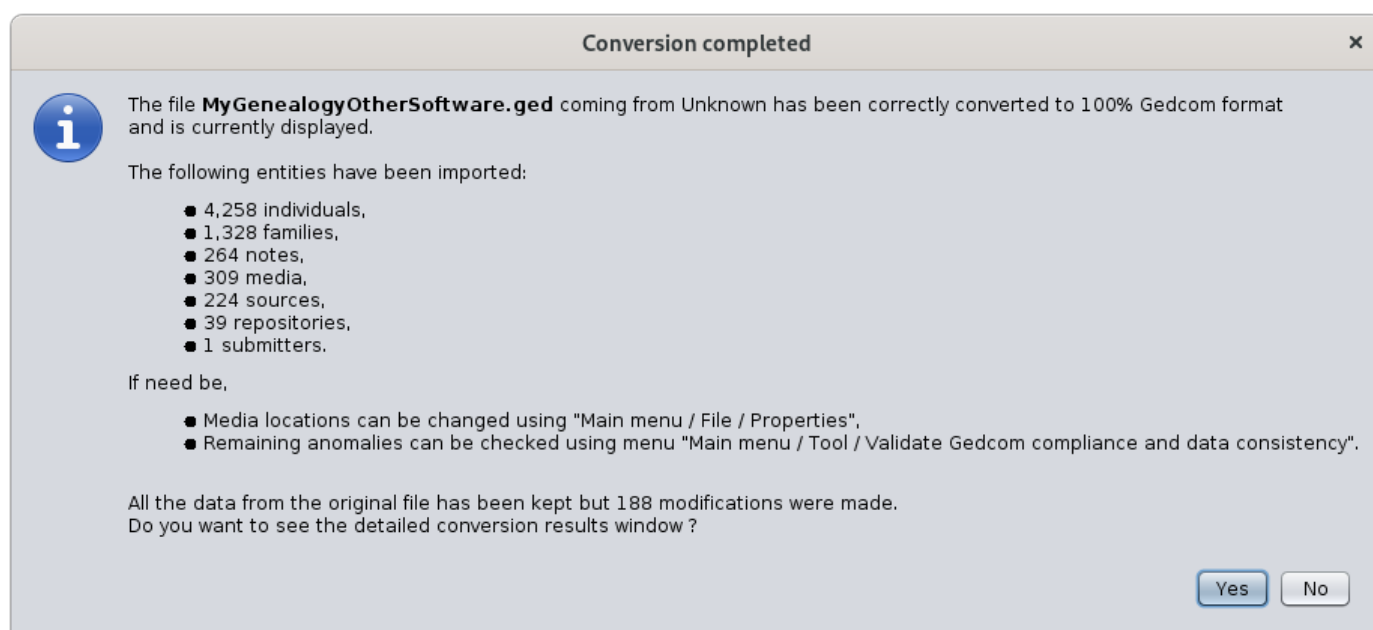 Conversion completed
The file MyGenealogyOtherSoftware.ged coming from Unknown has been correctly converted to 100% Gedcom format
and is currently displayed.
The following entities have been imported:
4,258 individuals,
1,328 families,
264 notes,
309 media,
224 sources,
39 repositories,
1 submitters.
If need be,
Media locations can be changed using "Main menu / File / Properties",
Remaining anomalies can be checked using menu "Main menu / Tool / Validate Gedcom compliance and data consistency".
All the data from the original file has been kept but 188 modifications were made.
Do you want to see the detailed conversion results window ?
Yes No